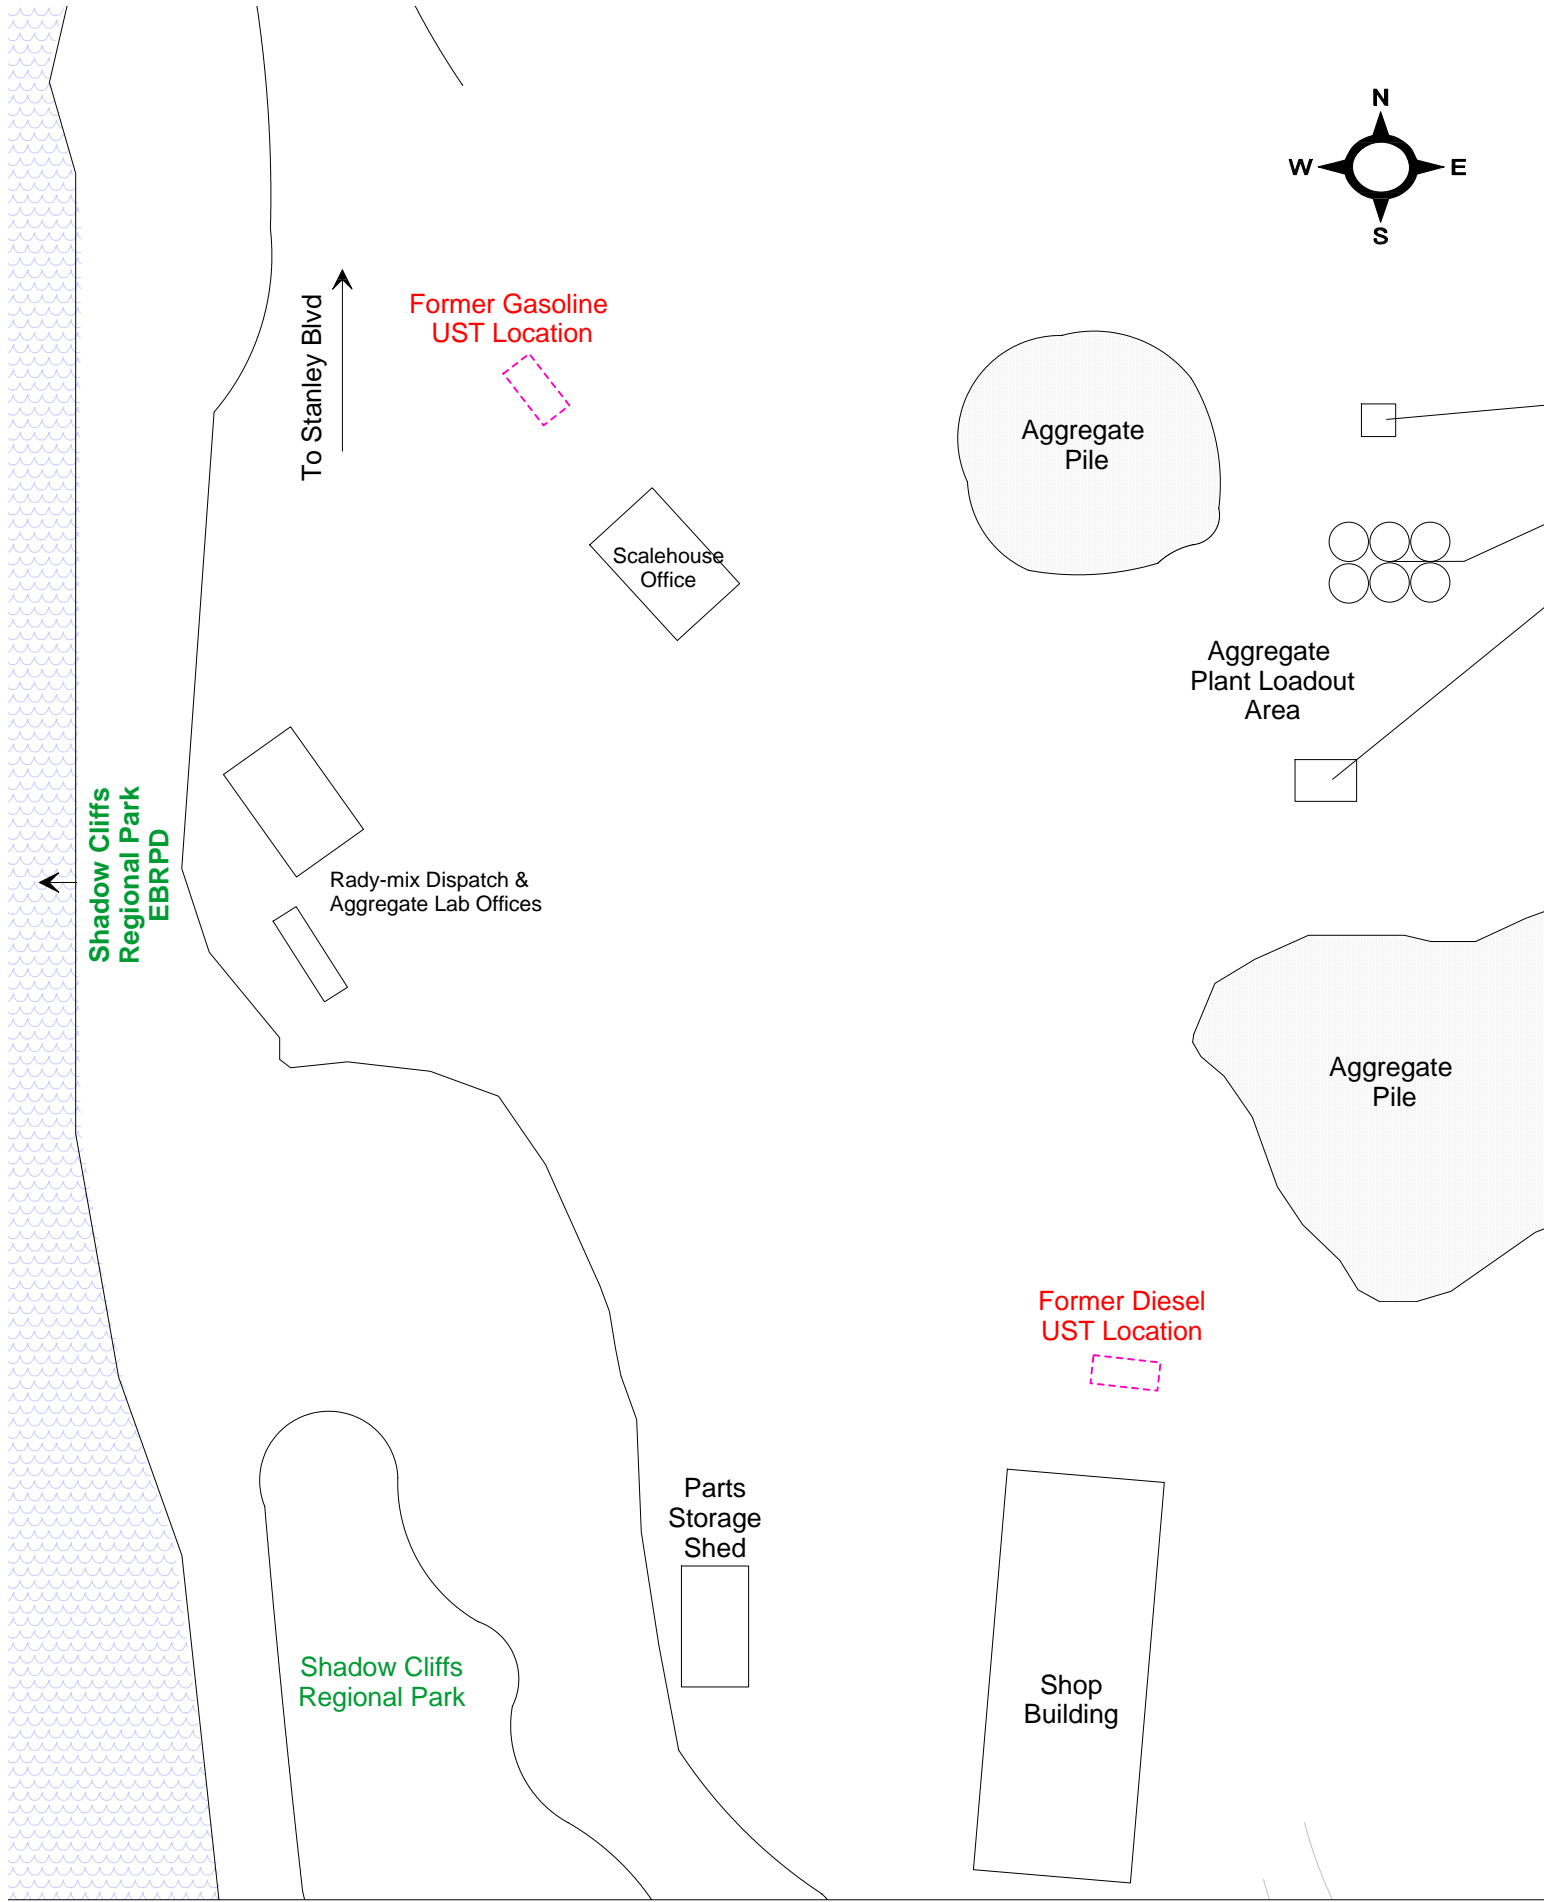 N
W
E
S
To Stanley Blvd
Former Gasoline
UST Location
Aggregate
Pile
Scalehouse
Office
Aggregate
Plant Loadout
Area
Shadow Cliffs
Regional Park
EBRPD
Rady-mix Dispatch &
Aggregate Lab Offices
Aggregate
Pile
Former Diesel
UST Location
Parts
Storage
Shed
Shadow Cliffs
Regional Park
Shop
Building